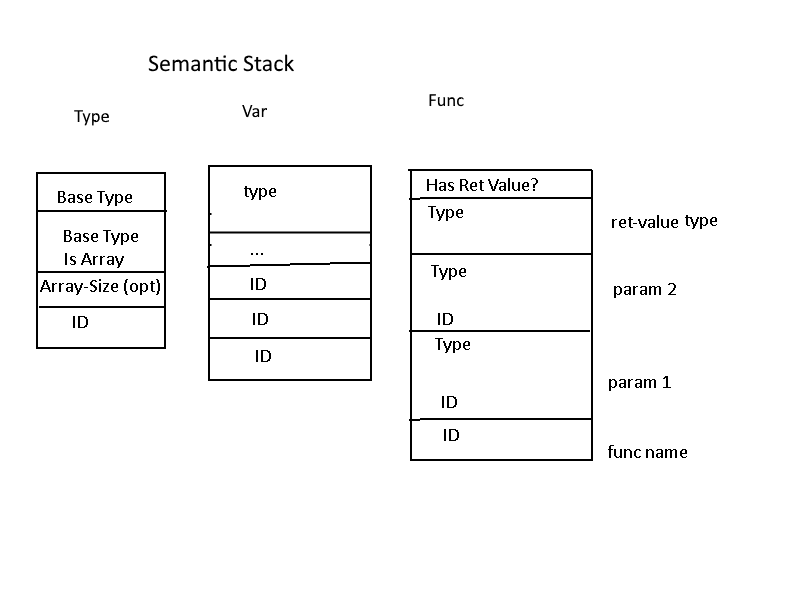 Semantic Stack
Type
Var
Func
Base Type
Base Type
Is Array
Array-Size (opt)
ID
type
...
ID
ID
ID
Has Ret Value?
Type
ret-value type
Type
ID
param 2
Type
ID
param 1
ID
func name